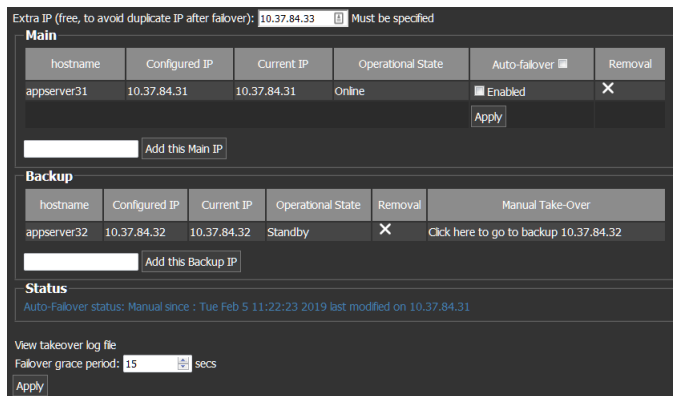 Extra IP (free, to avoid duplicate IP after failover): 10.37.84.33 Must be specified
Main
hostname Configured IP Current IP Operational State Auto-failover Removal
appserver31 10.37.84.31 10.37.84.31 Online Enabled
Apply
Add this Main IP
Backup
hostname Configured IP Current IP Operational State Removal Manual Take-Over
appserver32 10.37.84.32 10.37.84.32 Standby Click here to go to backup 10.37.84.32
Add this Backup IP
Status
Auto-Failover status: Manual since : Tue Feb 5 11:22:23 2019 last modified on 10.37.84.31
View takeover log file
Failover grace period: 15 secs
Apply